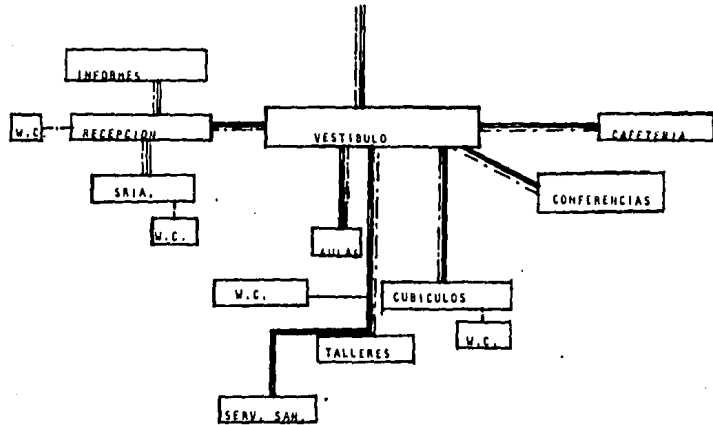 INFORMES
W.C.
RECEPCION
VESTIBULO
CAFETERIA
SRIA.
CONFERENCIAS
W.C.
AULAS
W.C.
CUBICULOS
W.C.
TALLERES
SERV. SAN.